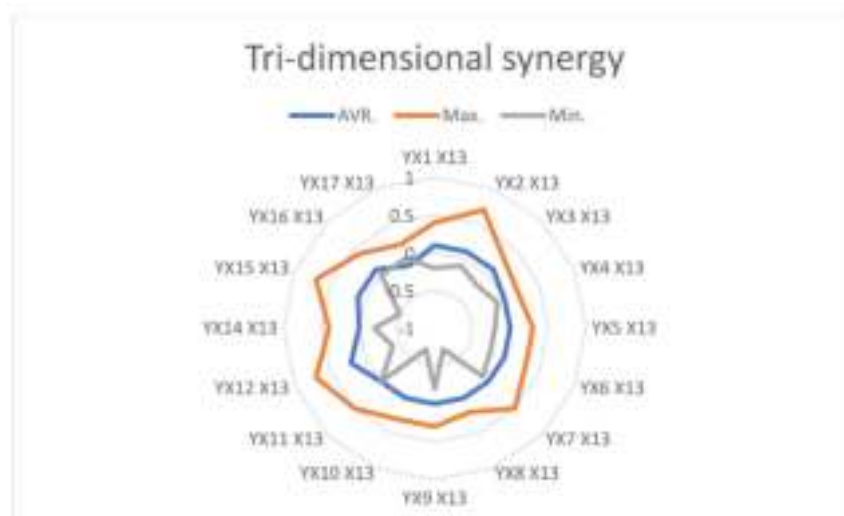 Tri-dimensional synergy
AVR. Max. Min.
YX1 X13
YX2 X13
YX3 X13
YX4 X13
YX5 X13
YX6 X13
YX7 X13
YX8 X13
YX9 X13
YX10 X13
YX11 X13
YX12 X13
YX14 X13
YX15 X13
YX16 X13
YX17 X13
1
0.5
0
0.5
-1